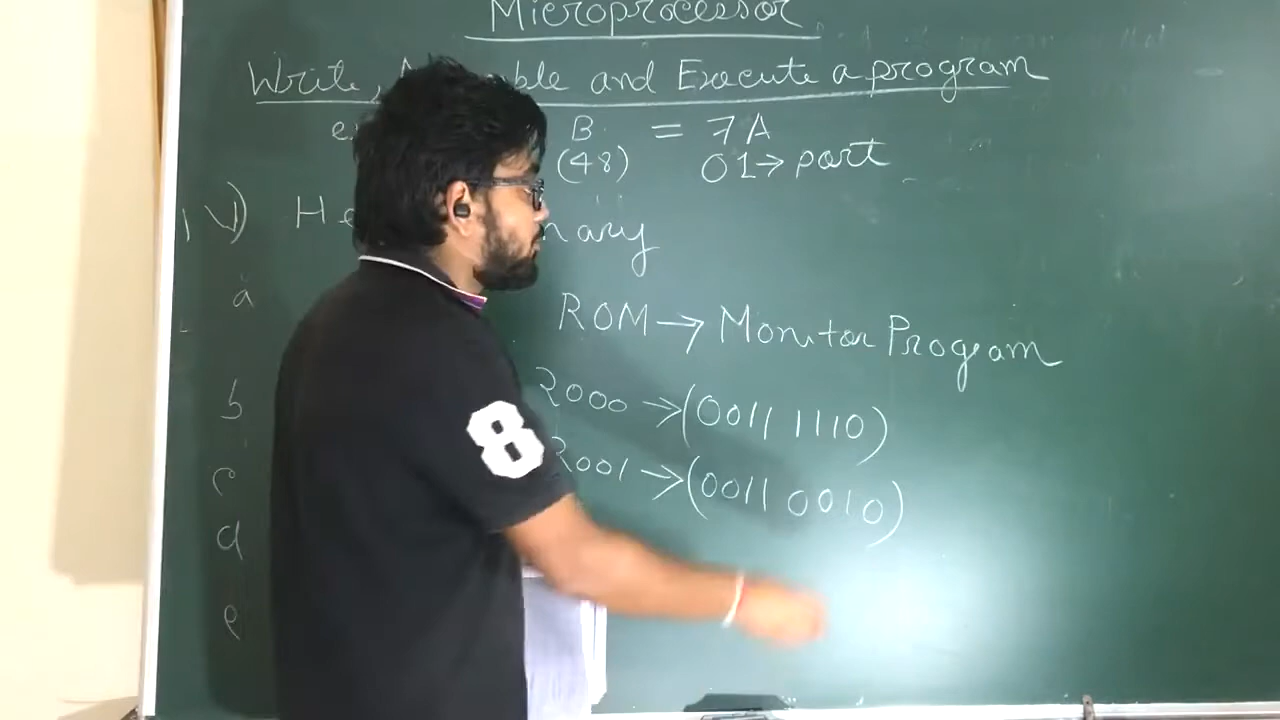 Microprocessor
Write, and Execute a program
B = 7A
(48) 01→ port
IV) He nary
a ROM → Monitor Program
b 2000 →(0011 1110)
c 2001 →(0011 0010)
d
e
8